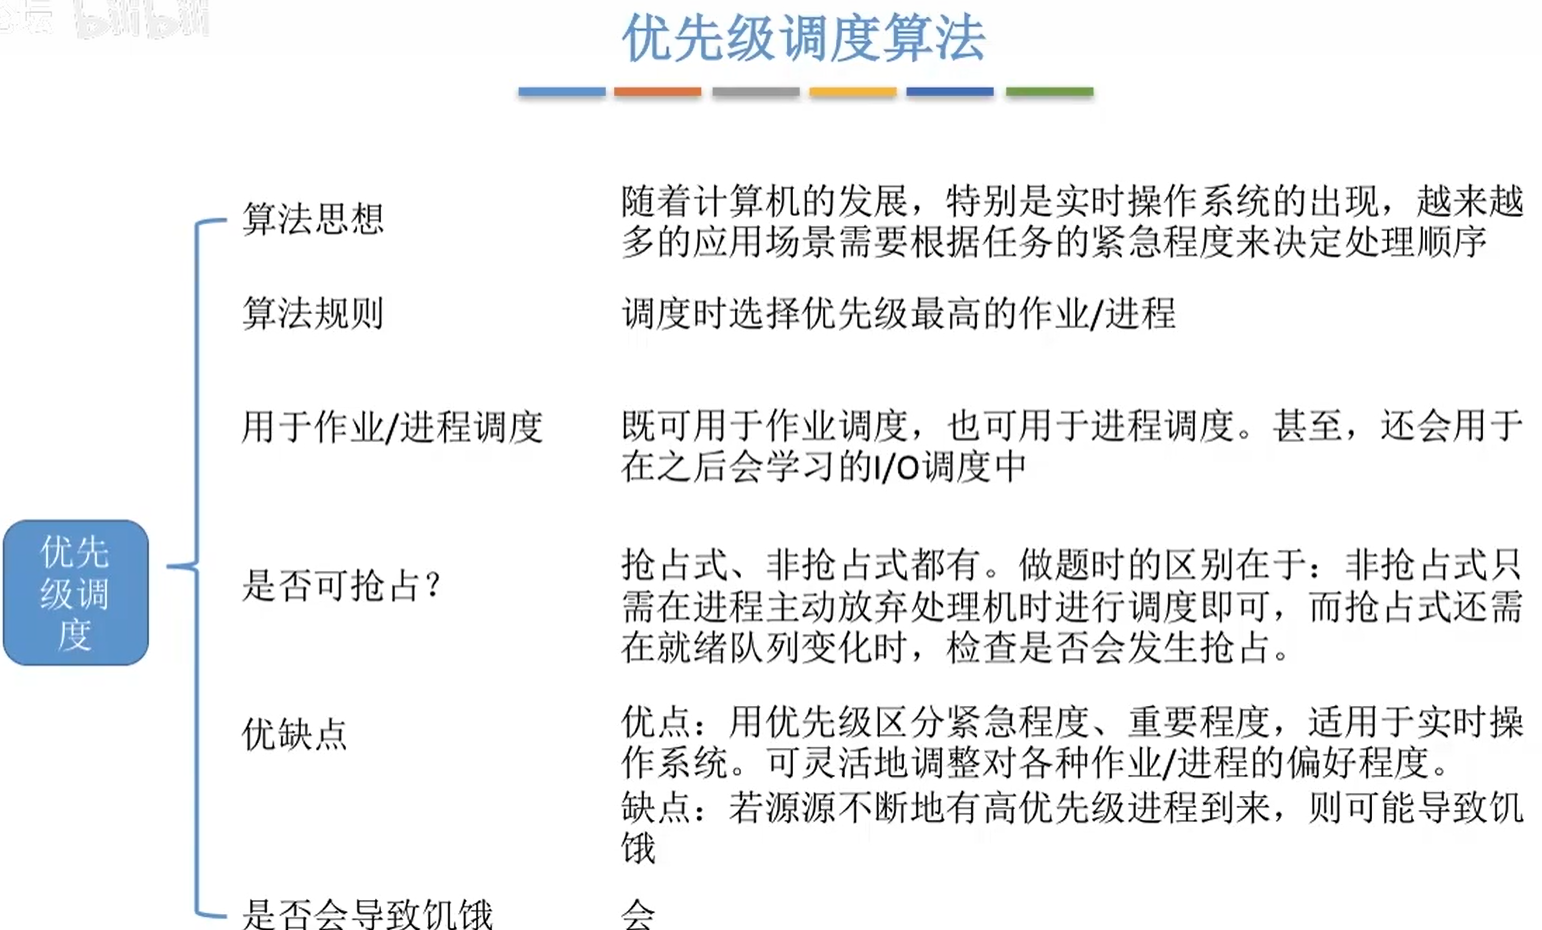 bilibili
优先级调度算法
算法思想
随着计算机的发展，特别是实时操作系统的出现，越来越
多的应用场景需要根据任务的紧急程度来决定处理顺序
算法规则
调度时选择优先级最高的作业/进程
用于作业/进程调度
既可用于作业调度，也可用于进程调度。甚至，还会用于
在之后会学习的I/O调度中
优先
级调
度
是否可抢占？
抢占式、非抢占式都有。做题时的区别在于：非抢占式只
需在进程主动放弃处理机时进行调度即可，而抢占式还需
在就绪队列变化时，检查是否会发生抢占。
优缺点
优点：用优先级区分紧急程度、重要程度，适用于实时操
作系统。可灵活地调整对各种作业/进程的偏好程度。
缺点：若源源不断地有高优先级进程到来，则可能导致饥
饿
是否会导致饥饿
会